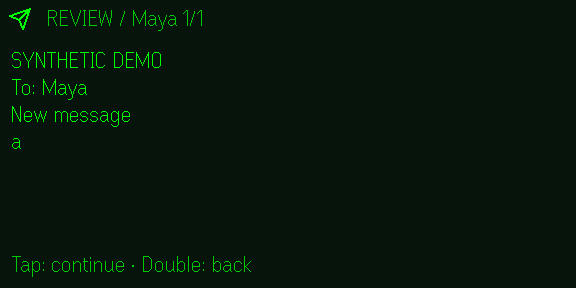 REVIEW / Maya 1/1
SYNTHETIC DEMO
To: Maya
New message
a
Tap: continue · Double: back